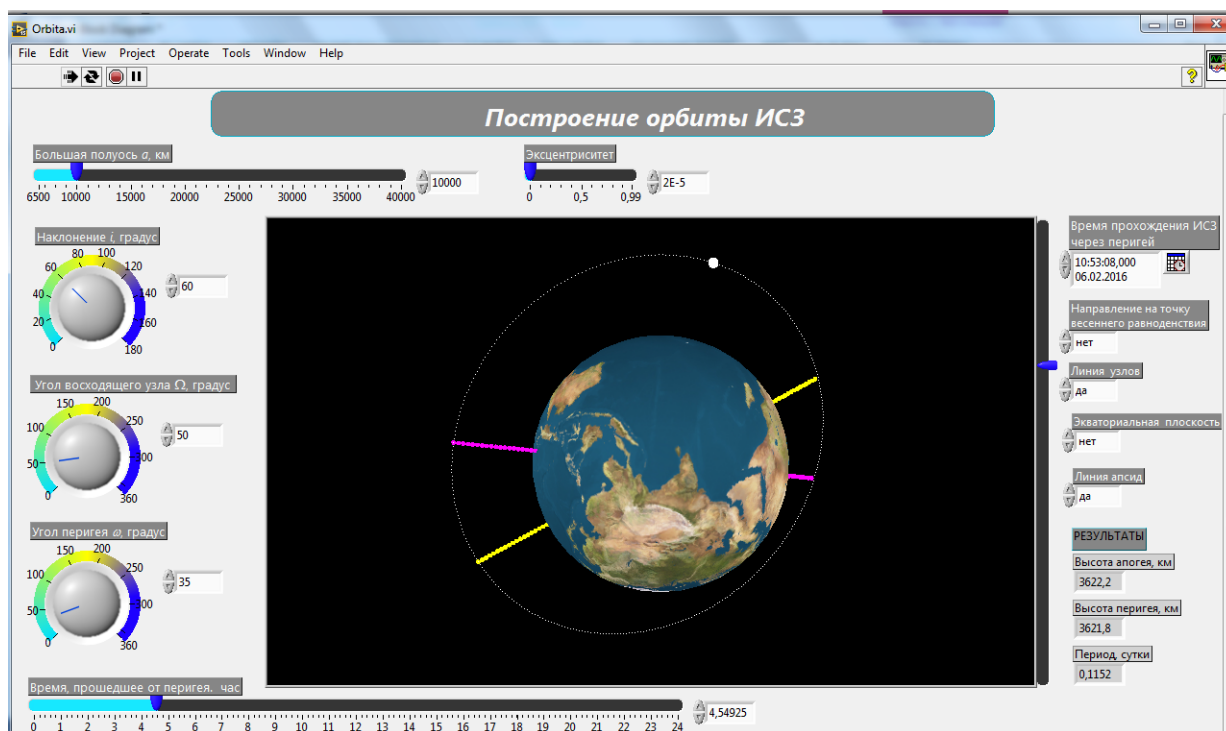 Orbita.vi
File Edit View Project Operate Tools Window Help
Построение орбиты ИСЗ
Большая полуось a, км
10000
6500 10000 15000 20000 25000 30000 35000 40000
Эксцентриситет
2E-5
0 0,5 0,99
Наклонение i, градус
0 20 40 60 80 100 120 140 160 180
60
Угол восходящего узла Ω, градус
0 50 100 150 200 250 300 360
50
Угол перигея ω, градус
0 50 100 150 200 250 300 360
35
Время, прошедшее от перигея. час
0 1 2 3 4 5 6 7 8 9 10 11 12 13 14 15 16 17 18 19 20 21 22 23 24
4,54925
Время прохождения ИСЗ
через перигей
10:53:08,000
06.02.2016
Направление на точку
весеннего равноденствия
нет
Линия узлов
да
Экваториальная плоскость
нет
Линия апсид
да
РЕЗУЛЬТАТЫ
Высота апогея, км
3622,2
Высота перигея, км
3621,8
Период, сутки
0,1152